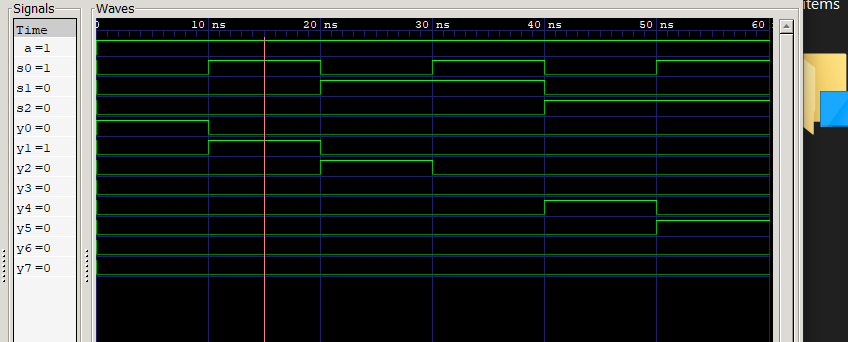 Signals
Waves
Time
0
10 ns
20 ns
30 ns
40 ns
50 ns
60
a =1
s0 =1
s1 =0
s2 =0
y0 =0
y1 =1
y2 =0
y3 =0
y4 =0
y5 =0
y6 =0
y7 =0
items